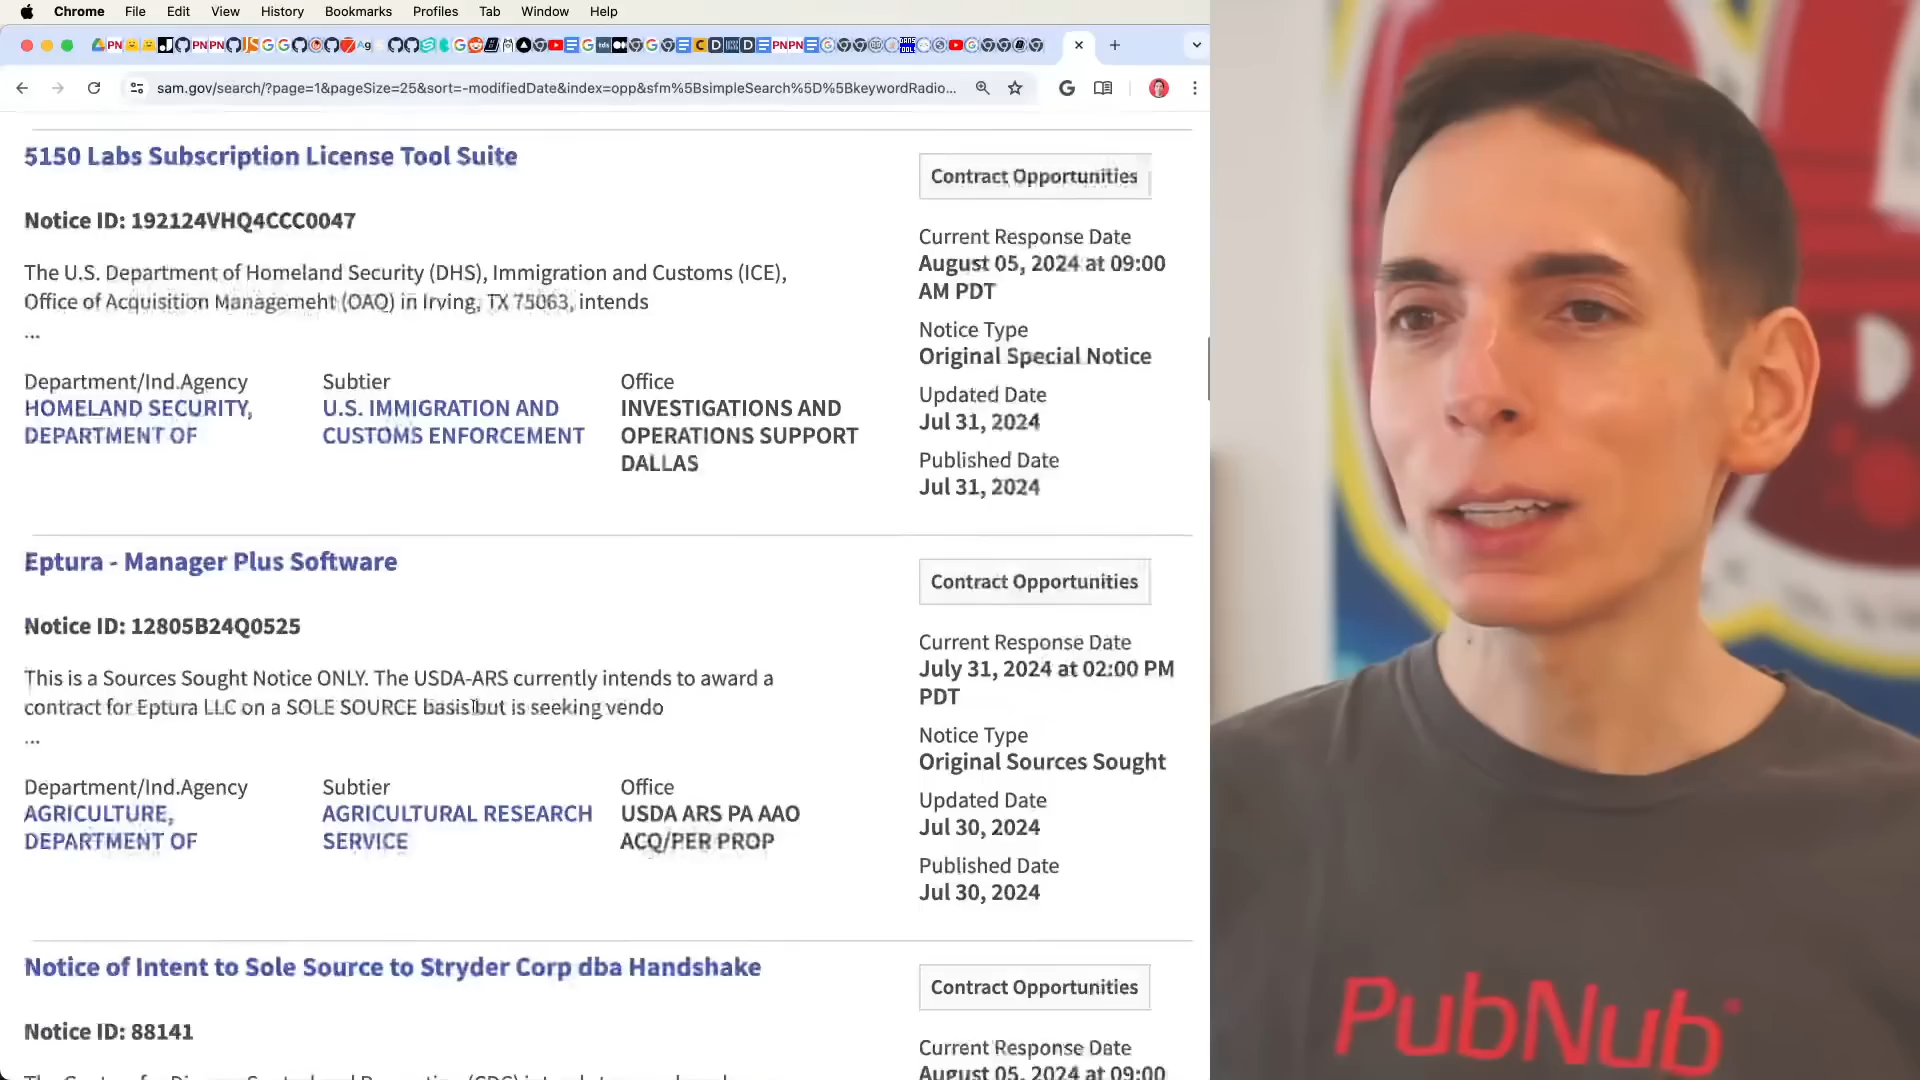 Chrome File Edit View History Bookmarks Profiles Tab Window Help
sam.gov/search/?page=1&pageSize=25&sort=-modifiedDate&index=opp&sfm%5BsimpleSearch%5D%5BkeywordRadio...
5150 Labs Subscription License Tool Suite
Contract Opportunities
Notice ID: 192124VHQ4CCC0047
The U.S. Department of Homeland Security (DHS), Immigration and Customs (ICE),
Office of Acquisition Management (OAQ) in Irving, TX 75063, intends
...
Department/Ind.Agency
HOMELAND SECURITY,
DEPARTMENT OF
Subtier
U.S. IMMIGRATION AND
CUSTOMS ENFORCEMENT
Office
INVESTIGATIONS AND
OPERATIONS SUPPORT
DALLAS
Current Response Date
August 05, 2024 at 09:00
AM PDT
Notice Type
Original Special Notice
Updated Date
Jul 31, 2024
Published Date
Jul 31, 2024
Eptura - Manager Plus Software
Contract Opportunities
Notice ID: 12805B24Q0525
This is a Sources Sought Notice ONLY. The USDA-ARS currently intends to award a
contract for Eptura LLC on a SOLE SOURCE basis but is seeking vendo
...
Department/Ind.Agency
AGRICULTURE,
DEPARTMENT OF
Subtier
AGRICULTURAL RESEARCH
SERVICE
Office
USDA ARS PA AAO
ACQ/PER PROP
Current Response Date
July 31, 2024 at 02:00 PM
PDT
Notice Type
Original Sources Sought
Updated Date
Jul 30, 2024
Published Date
Jul 30, 2024
Notice of Intent to Sole Source to Stryder Corp dba Handshake
Contract Opportunities
Notice ID: 88141
Current Response Date
August 05, 2024 at 09:00
PubNub